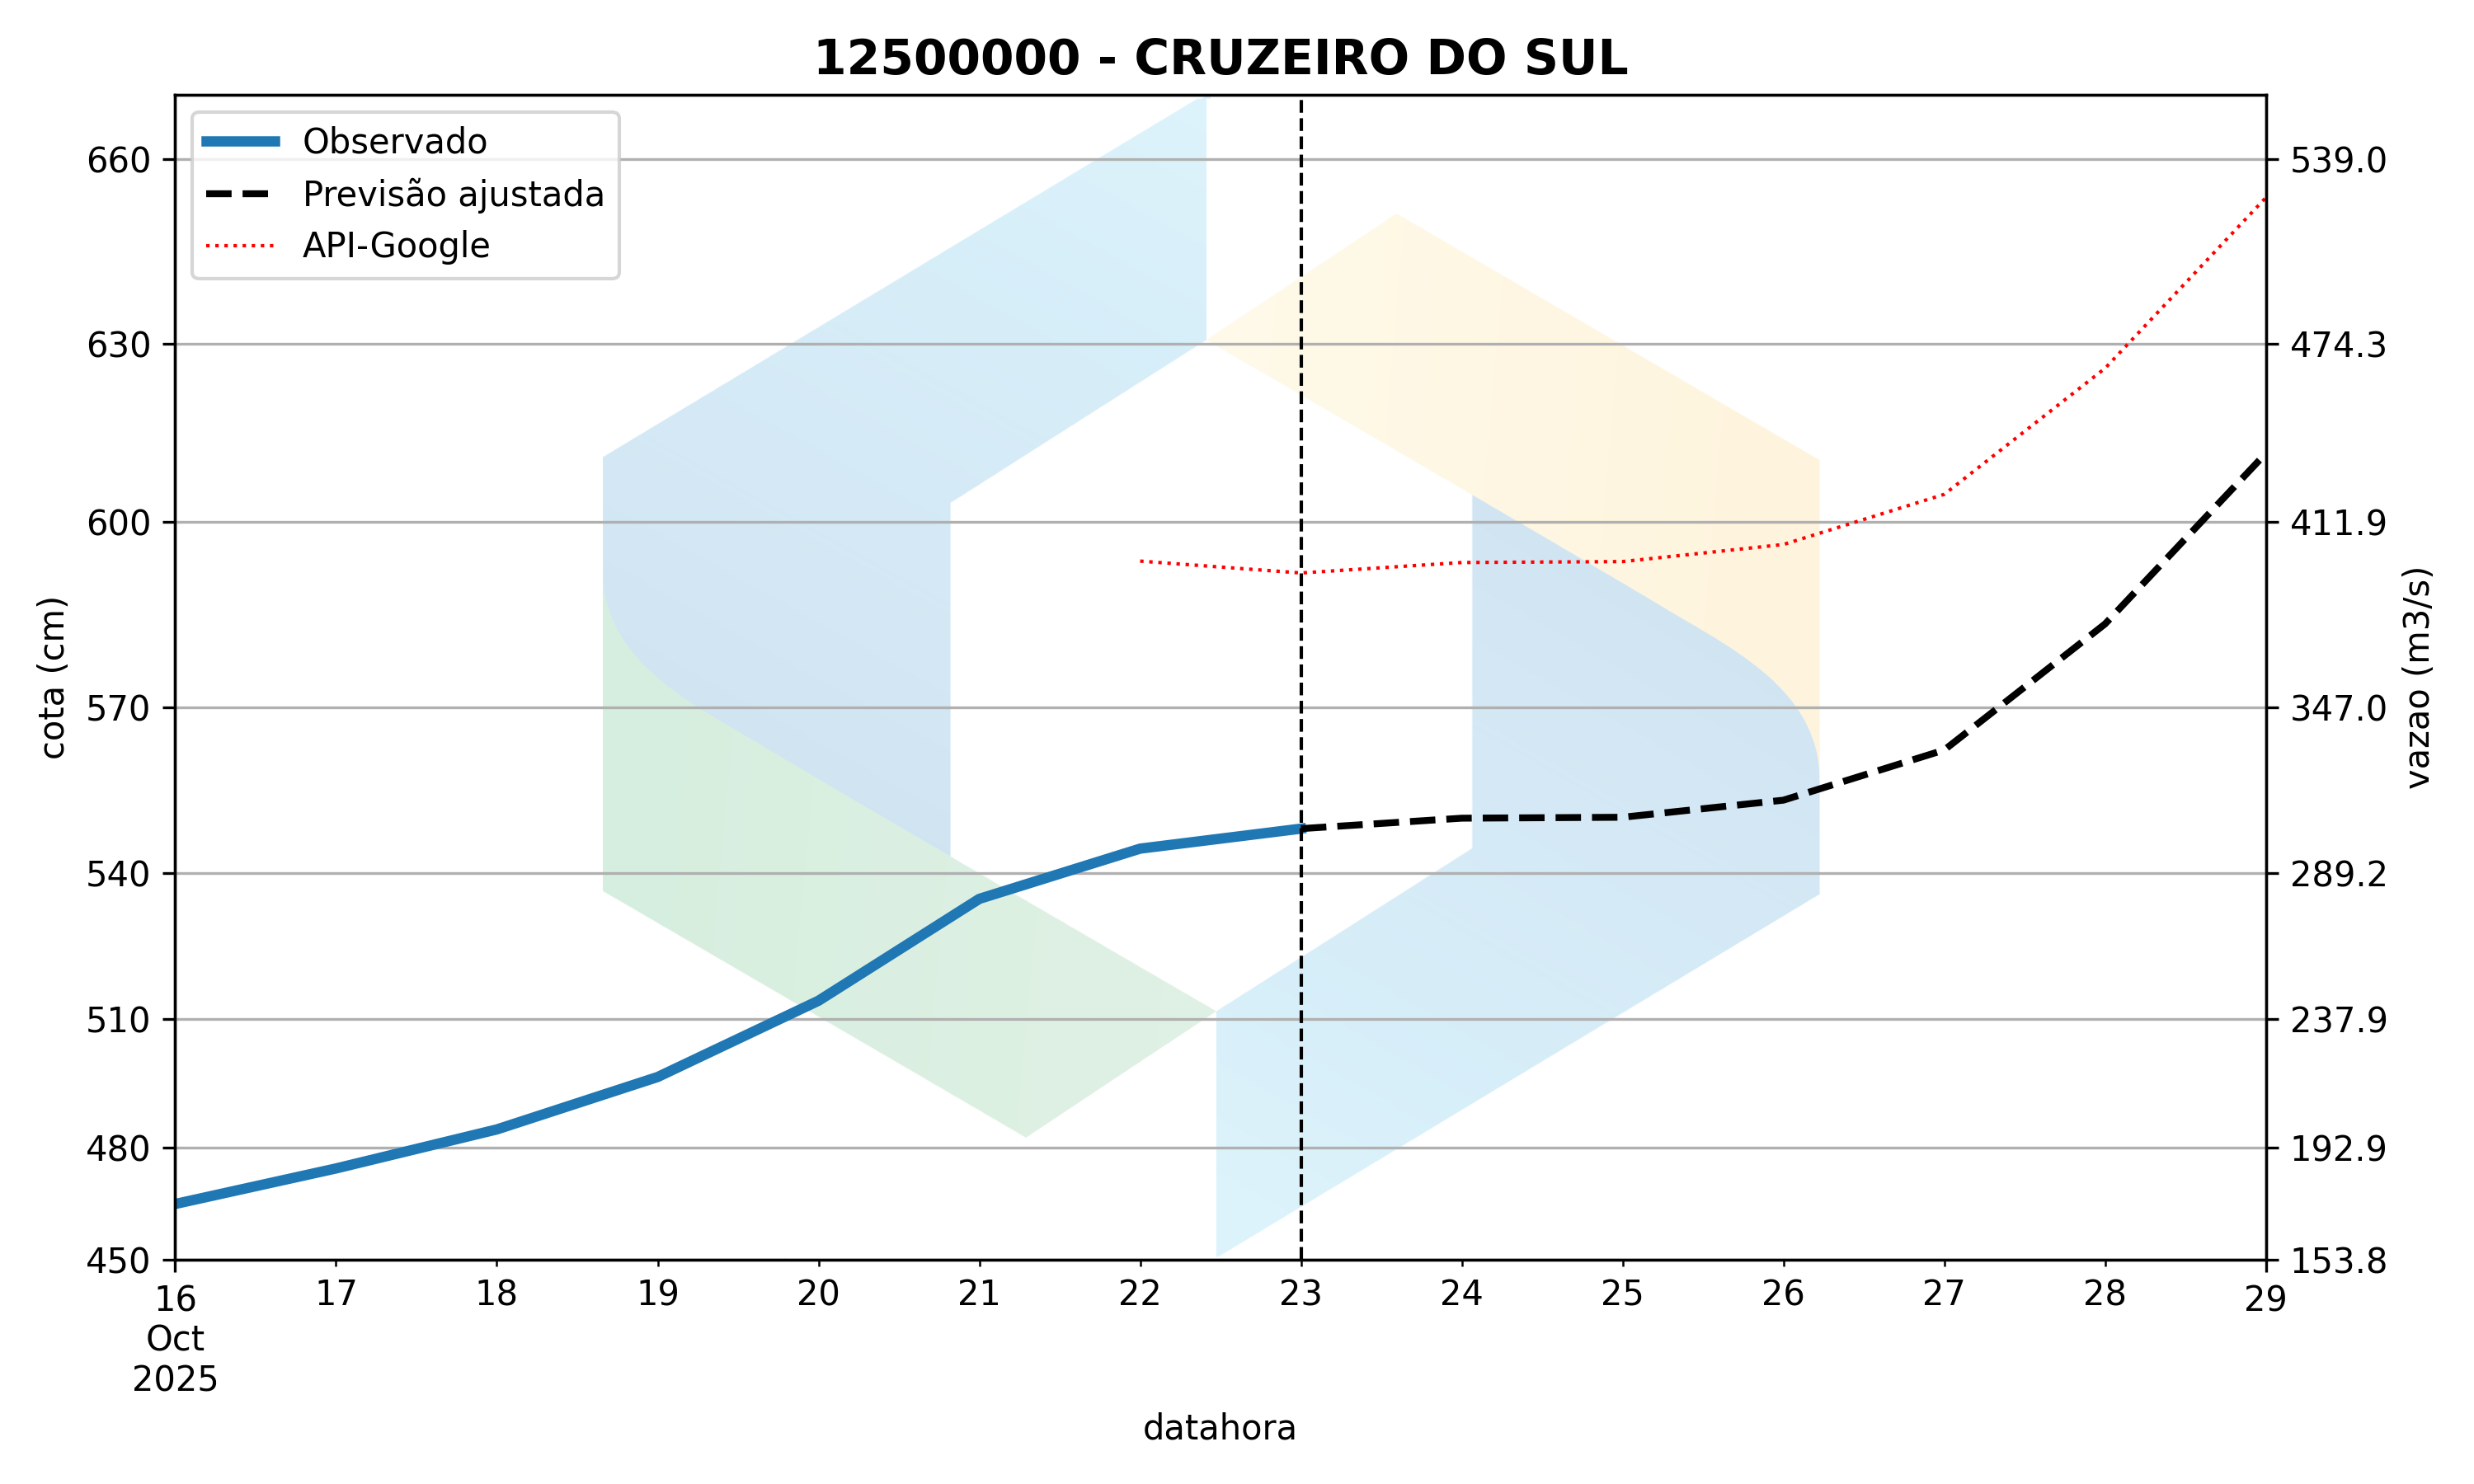 12500000 - CRUZEIRO DO SUL
Observado
Previsão ajustada
API-Google
cota (cm)
660
630
600
570
540
510
480
450
539.0
474.3
411.9
347.0
289.2
237.9
192.9
153.8
vazao (m3/s)
16 17 18 19 20 21 22 23 24 25 26 27 28 29
Oct
2025
datahora